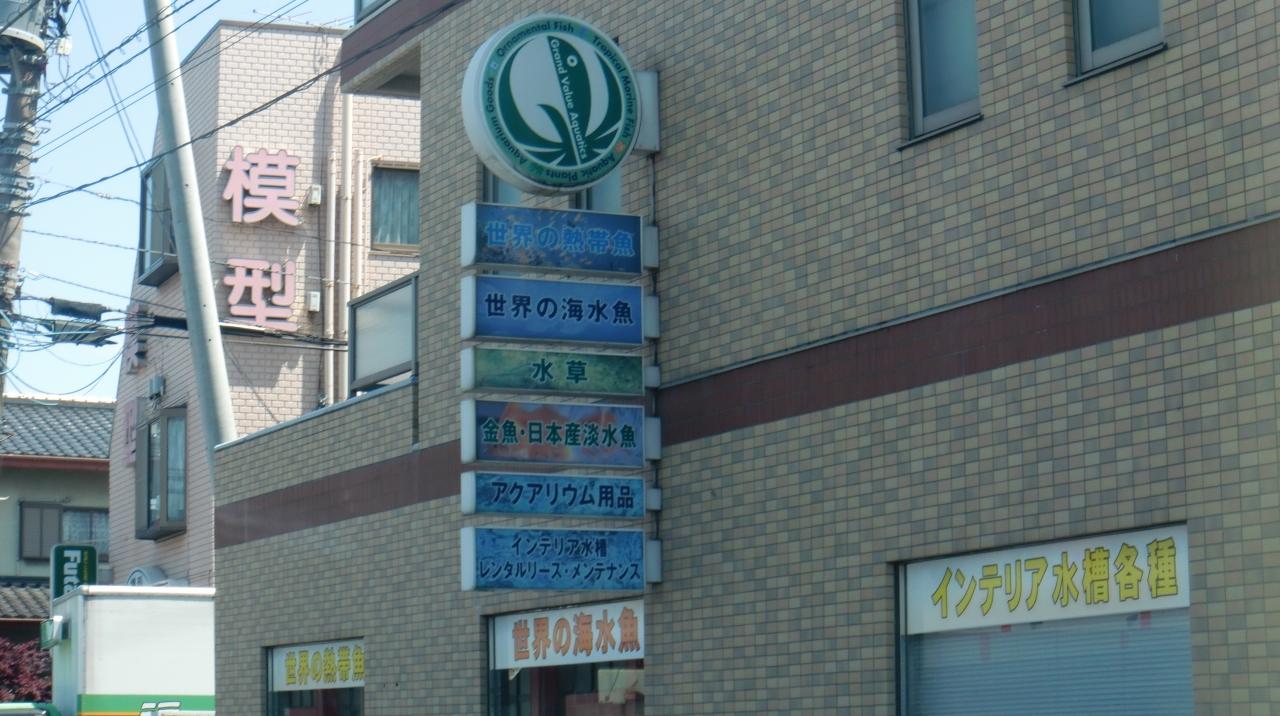 模型
Ornamental Fish
Tropical Marine Fish
Aquatic Plants
Aquarium Goods
Grand Value Aquatics
世界の熱帯魚
世界の海水魚
水草
金魚・日本産淡水魚
アクアリウム用品
インテリア水槽
レンタルリース・メンテナンス
世界の熱帯魚
世界の海水魚
インテリア水槽各種